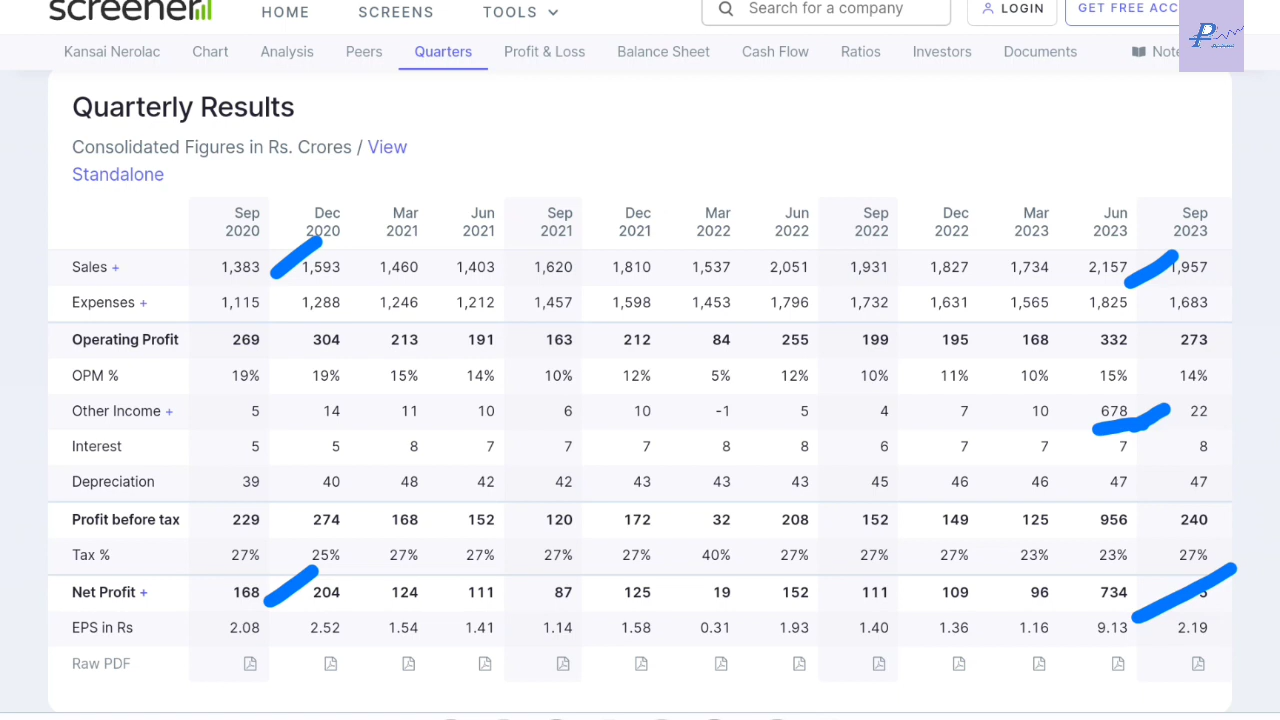 screener
HOME SCREENS TOOLS Search for a company LOGIN GET FREE ACC
Kansai Nerolac Chart Analysis Peers Quarters Profit & Loss Balance Sheet Cash Flow Ratios Investors Documents Note
Quarterly Results
Consolidated Figures in Rs. Crores / View
Standalone
Sep Dec Mar Jun Sep Dec Mar Jun Sep Dec Mar Jun Sep
2020 2020 2021 2021 2021 2021 2022 2022 2022 2022 2023 2023 2023
Sales + 1,383 1,593 1,460 1,403 1,620 1,810 1,537 2,051 1,931 1,827 1,734 2,157 1,957
Expenses + 1,115 1,288 1,246 1,212 1,457 1,598 1,453 1,796 1,732 1,631 1,565 1,825 1,683
Operating Profit 269 304 213 191 163 212 84 255 199 195 168 332 273
OPM % 19% 19% 15% 14% 10% 12% 5% 12% 10% 11% 10% 15% 14%
Other Income + 5 14 11 10 6 10 -1 5 4 7 10 678 22
Interest 5 5 8 7 7 7 8 8 6 7 7 7 8
Depreciation 39 40 48 42 42 43 43 43 45 46 46 47 47
Profit before tax 229 274 168 152 120 172 32 208 152 149 125 956 240
Tax % 27% 25% 27% 27% 27% 27% 40% 27% 27% 27% 23% 23% 27%
Net Profit + 168 204 124 111 87 125 19 152 111 109 96 734
EPS in Rs 2.08 2.52 1.54 1.41 1.14 1.58 0.31 1.93 1.40 1.36 1.16 9.13 2.19
Raw PDF